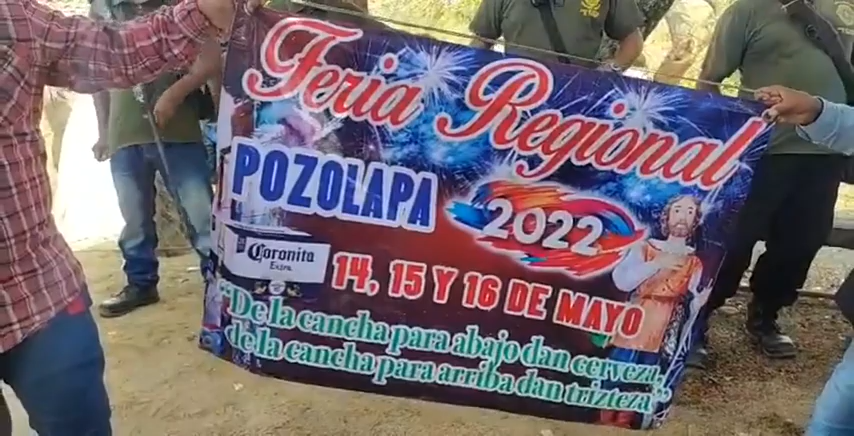 Feria Regional
POZOLAPA
2022
Coronita
Extra
14, 15 Y 16 DE MAYO
"De la cancha para abajo dan cerveza,
de la cancha para arriba dan trizteza"